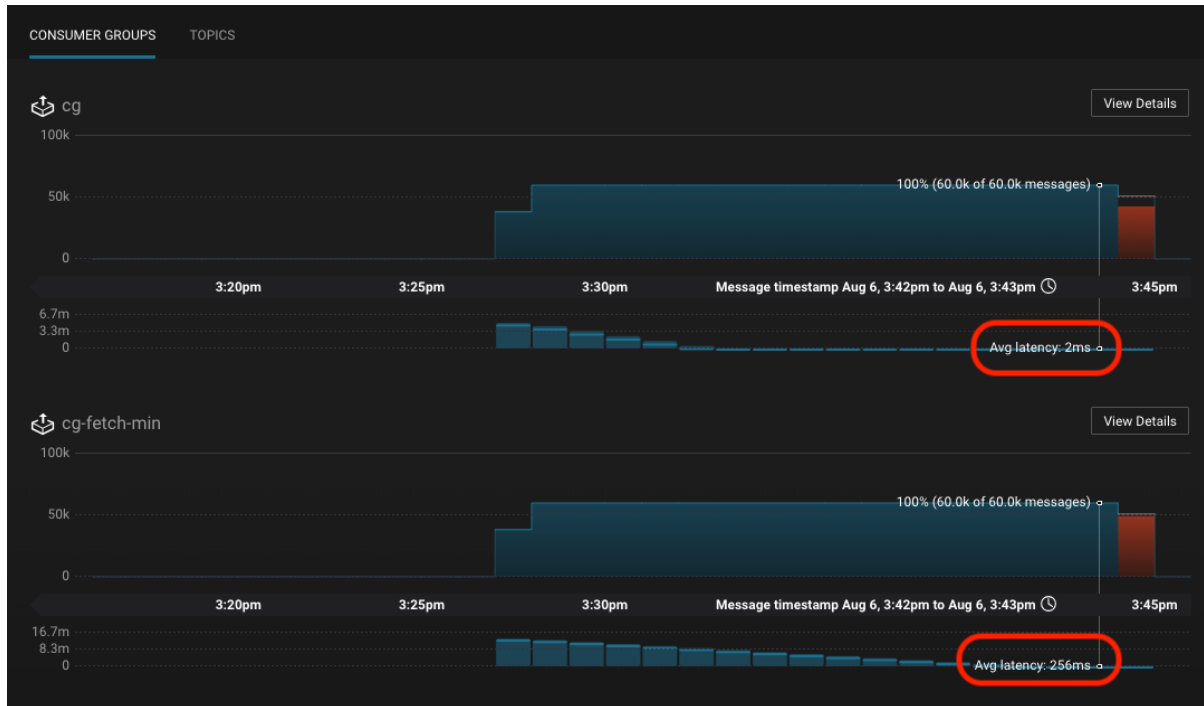 CONSUMER GROUPS TOPICS
cg View Details
100k
100% (60.0k of 60.0k messages)
50k
0
3:20pm 3:25pm 3:30pm Message timestamp Aug 6, 3:42pm to Aug 6, 3:43pm 3:45pm
6.7m
3.3m
0 Avg latency: 2ms
cg-fetch-min View Details
100k
100% (60.0k of 60.0k messages)
50k
0
3:20pm 3:25pm 3:30pm Message timestamp Aug 6, 3:42pm to Aug 6, 3:43pm 3:45pm
16.7m
8.3m
0 Avg latency: 256ms